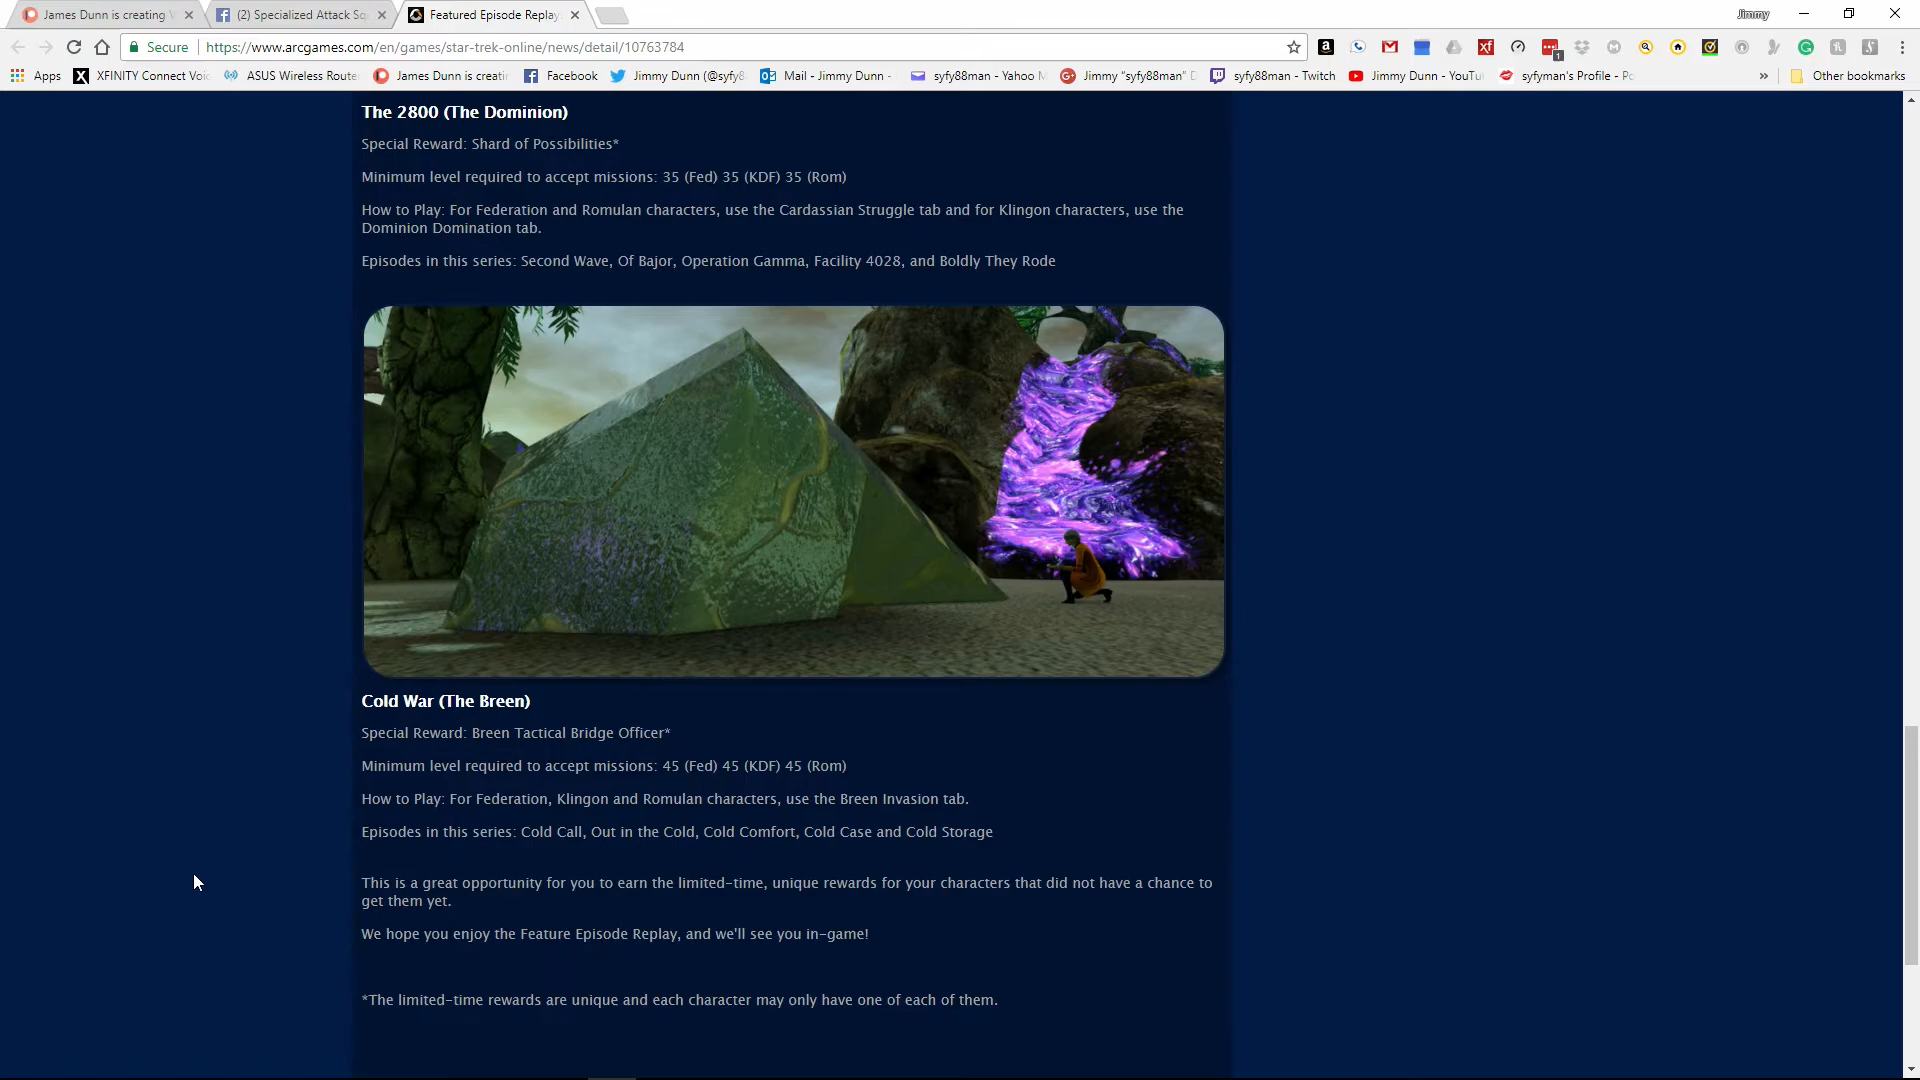 James Dunn is creating V
(2) Specialized Attack Sq
Featured Episode Replay
Jimmy
Secure
https://www.arcgames.com/en/games/star-trek-online/news/detail/10763784
1
Apps
XFINITY Connect Voic
ASUS Wireless Route
James Dunn is creatin
Facebook
Jimmy Dunn (@syfy8
Mail - Jimmy Dunn -
syfy88man - Yahoo M
Jimmy "syfy88man" D
syfy88man - Twitch
Jimmy Dunn - YouTu
syfyman's Profile - Po
»
Other bookmarks
The 2800 (The Dominion)
Special Reward: Shard of Possibilities*
Minimum level required to accept missions: 35 (Fed) 35 (KDF) 35 (Rom)
How to Play: For Federation and Romulan characters, use the Cardassian Struggle tab and for Klingon characters, use the
Dominion Domination tab.
Episodes in this series: Second Wave, Of Bajor, Operation Gamma, Facility 4028, and Boldly They Rode
Cold War (The Breen)
Special Reward: Breen Tactical Bridge Officer*
Minimum level required to accept missions: 45 (Fed) 45 (KDF) 45 (Rom)
How to Play: For Federation, Klingon and Romulan characters, use the Breen Invasion tab.
Episodes in this series: Cold Call, Out in the Cold, Cold Comfort, Cold Case and Cold Storage
This is a great opportunity for you to earn the limited-time, unique rewards for your characters that did not have a chance to
get them yet.
We hope you enjoy the Feature Episode Replay, and we'll see you in-game!
*The limited-time rewards are unique and each character may only have one of each of them.